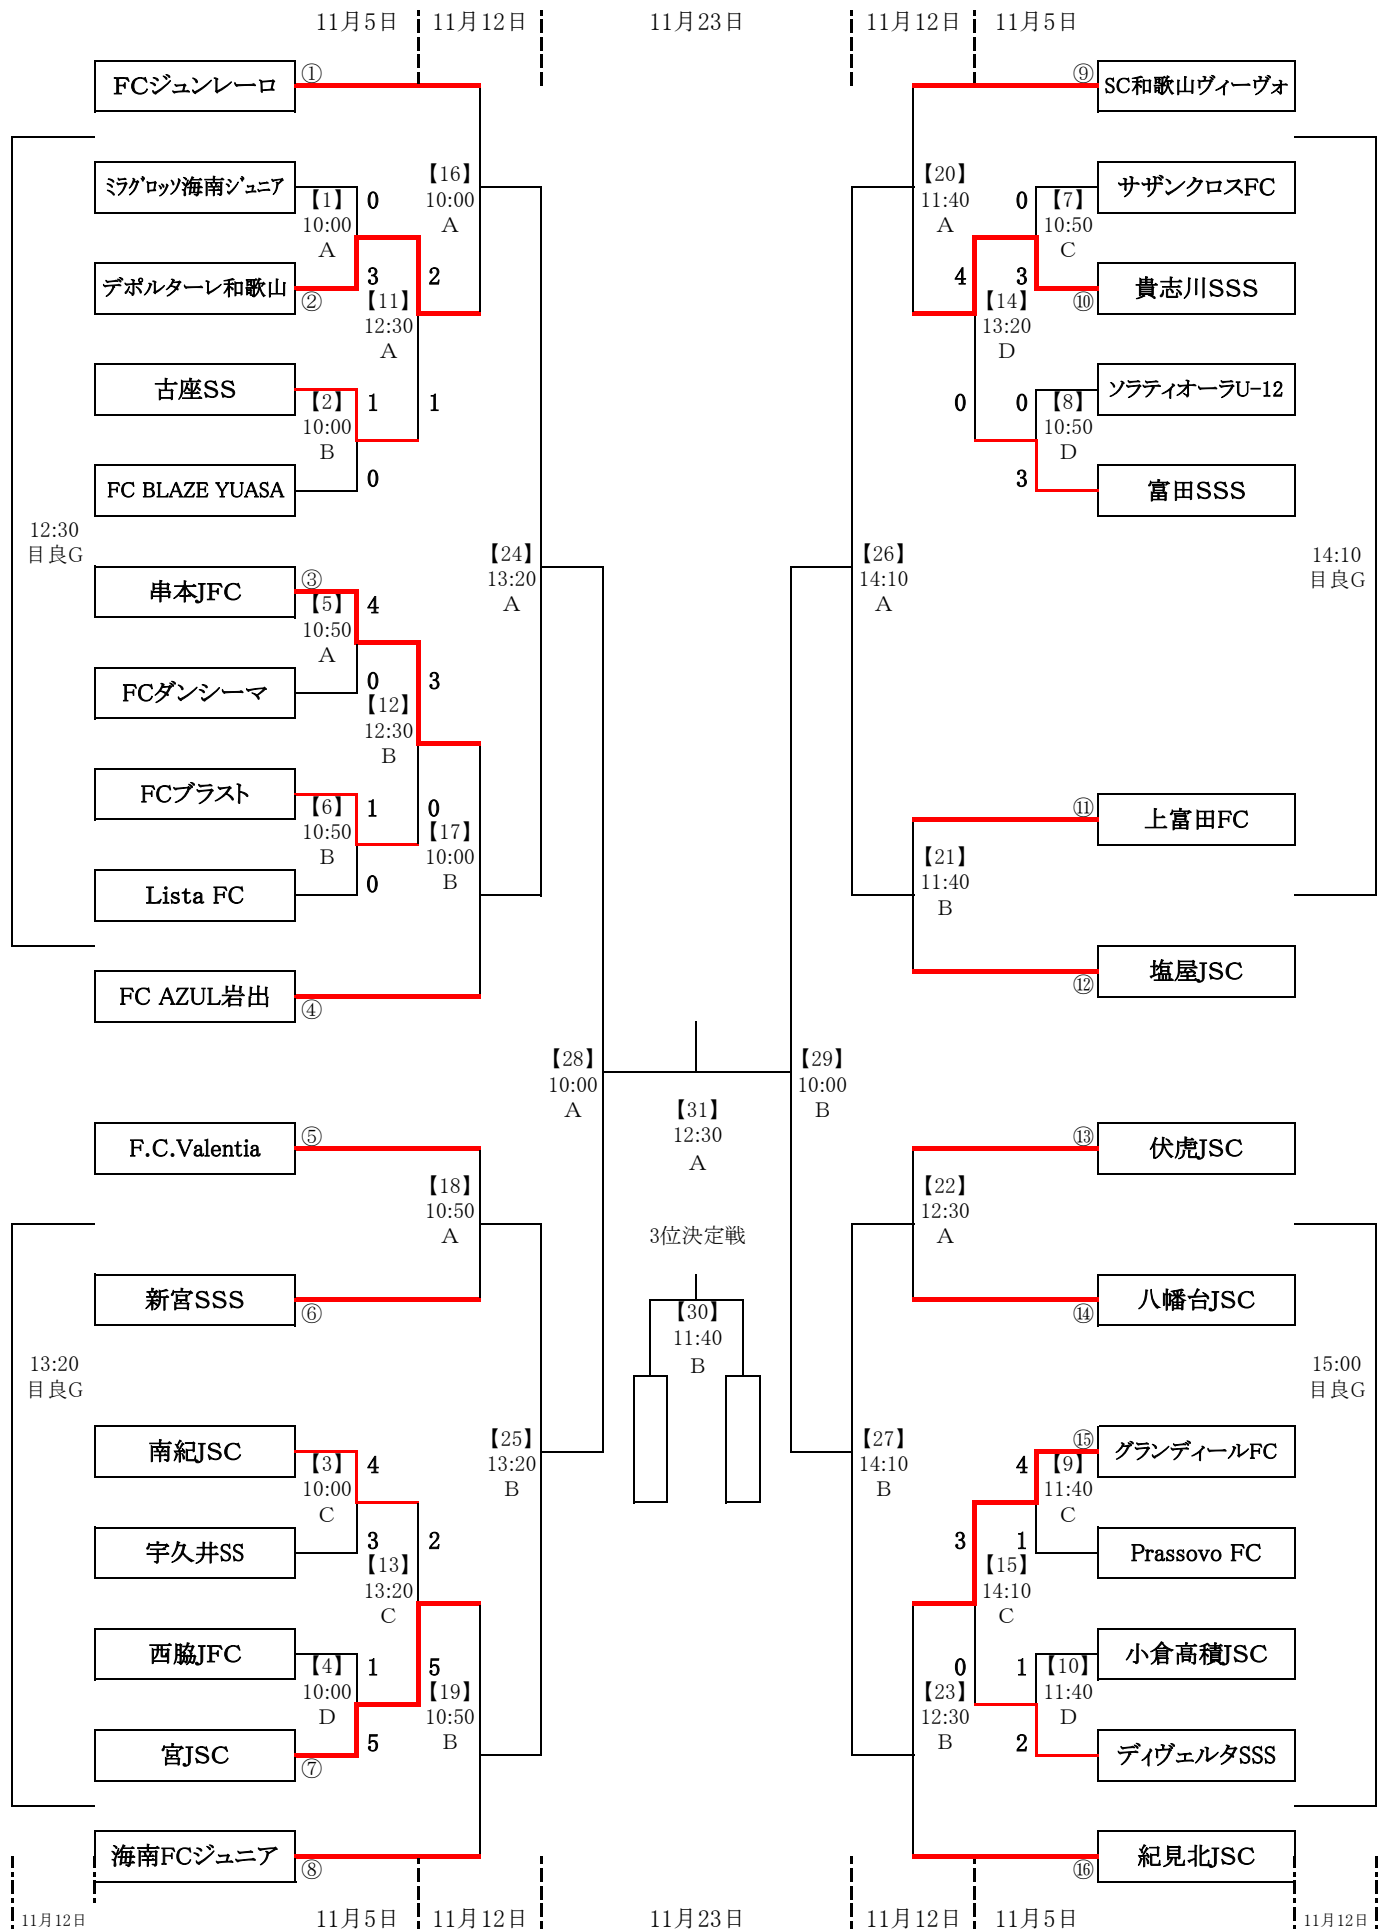 11月5日 11月12日 11月23日 11月12日 11月5日
FCジュンレーロ ① ⑨ SC和歌山ヴィーヴォ
ミラグロッソ海南ジュニア 【16】 【20】 サザンクロスFC
【1】 0 10:00 11:40 0 【7】
10:00 A A 10:50
A C
デポルターレ和歌山 ② 3 2 4 3 ⑩ 貴志川SSS
【11】 【14】
12:30 13:20
A D
古座SS ソラティオーラU-12
【2】 1 1 0 0 【8】
10:00 10:50
B D
FC BLAZE YUASA 0 3 富田SSS
12:30 14:10
目良G 目良G
【24】 【26】
13:20 14:10
A A
串本JFC ③
【5】 4
10:50
A
FCダンシーマ 0 3
【12】
12:30
B
FCブラスト ⑪ 上富田FC
【6】 1 0
10:50 【17】 【21】
B 10:00 11:40
Lista FC 0 B B
FC AZUL岩出 ④ ⑫ 塩屋JSC
【28】 【29】
10:00 10:00
A B
【31】
12:30
A
F.C.Valentia ⑤ ⑬ 伏虎JSC
【18】 【22】
10:50 12:30
A A
3位決定戦
新宮SSS ⑥ ⑭ 八幡台JSC
【30】
11:40
B
13:20 15:00
目良G 目良G
南紀JSC ⑮ グランディールFC
【3】 4 【25】 【27】 4 【9】
10:00 13:20 14:10 11:40
C B B C
宇久井SS 3 2 3 1 Prassovo FC
【13】 【15】
13:20 14:10
C C
西脇JFC 小倉高積JSC
【4】 1 5 0 1 【10】
10:00 【19】 【23】 11:40
D 10:50 12:30 D
宮JSC ⑦ 5 B B 2 ディヴェルタSSS
海南FCジュニア ⑧ ⑯ 紀見北JSC
11月12日 11月5日 11月12日 11月23日 11月12日 11月5日 11月12日